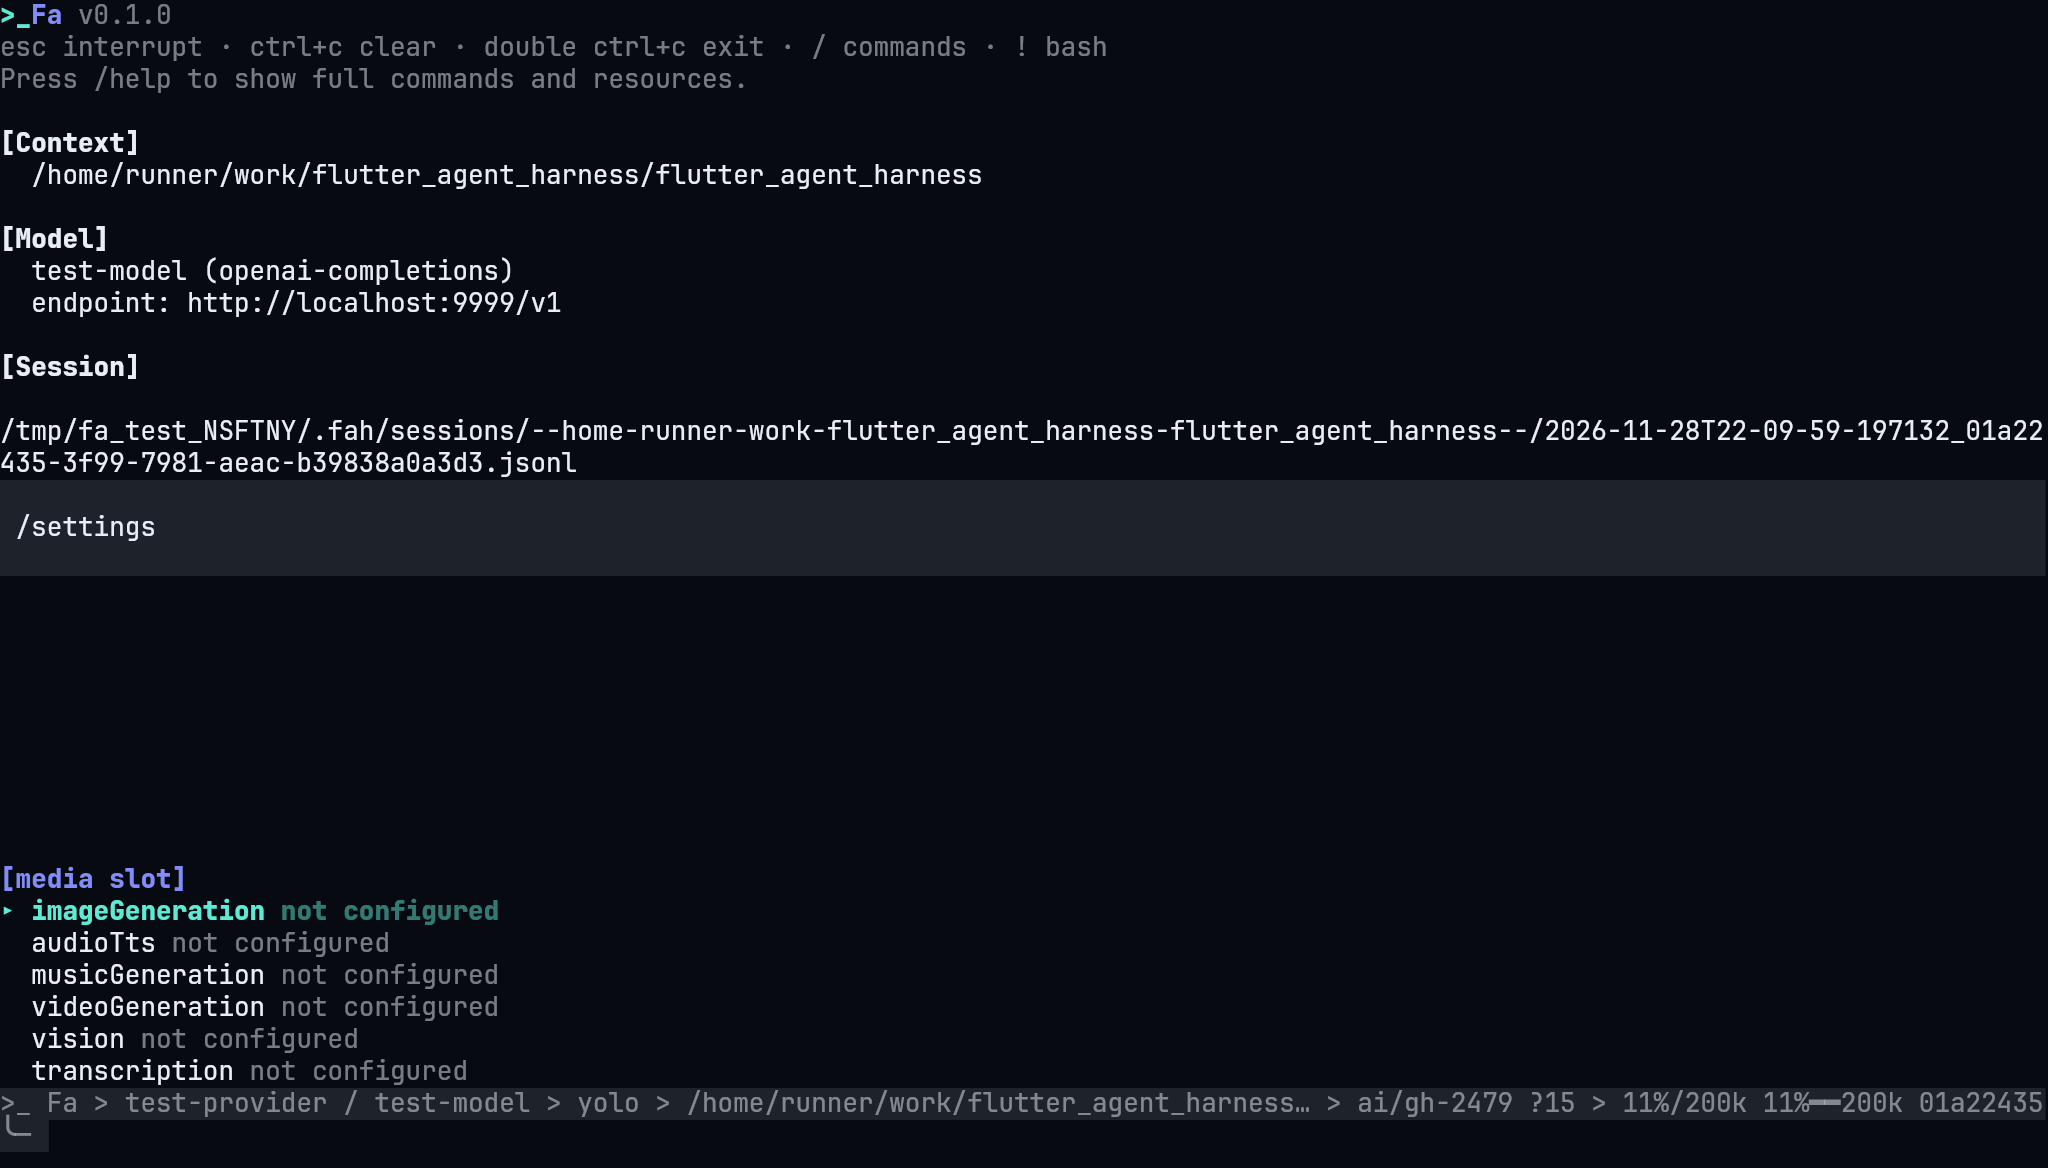 >_Fa v0.1.0
esc interrupt · ctrl+c clear · double ctrl+c exit · / commands · ! bash
Press /help to show full commands and resources.
[Context]
/home/runner/work/flutter_agent_harness/flutter_agent_harness
[Model]
test-model (openai-completions)
endpoint: http://localhost:9999/v1
[Session]
/tmp/fa_test_NSFTNY/.fah/sessions/--home-runner-work-flutter_agent_harness-flutter_agent_harness--/2026-11-28T22-09-59-197132_01a22
435-3f99-7981-aeac-b39838a0a3d3.jsonl
/settings
[media slot]
▸ imageGeneration not configured
audioTts not configured
musicGeneration not configured
videoGeneration not configured
vision not configured
transcription not configured
>_ Fa > test-provider / test-model > yolo > /home/runner/work/flutter_agent_harness… > ai/gh-2479 ?15 > 11%/200k 11%━━200k 01a22435
╰─